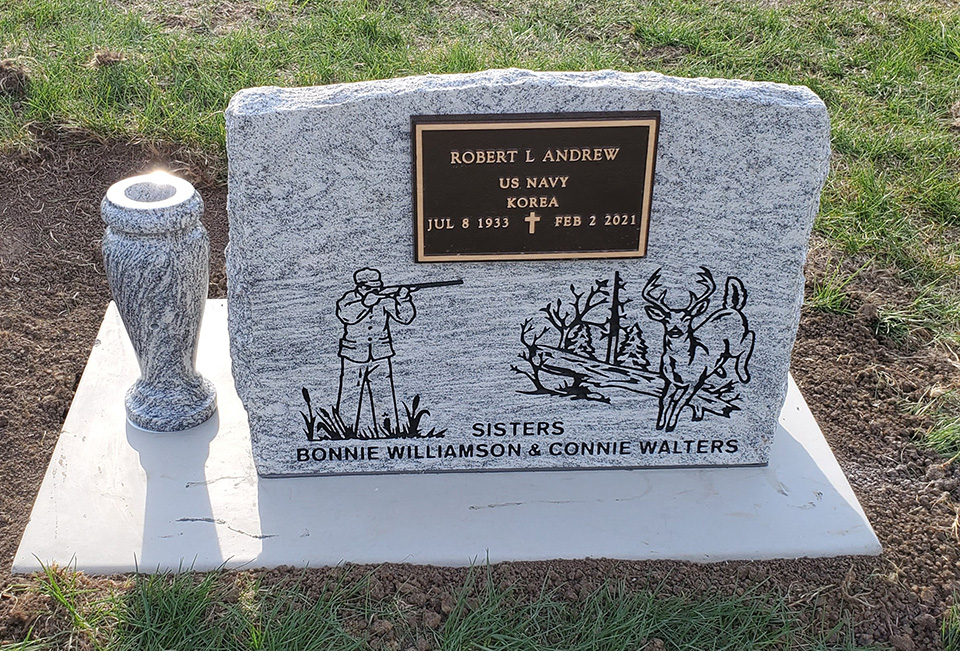 ROBERT L ANDREW
US NAVY
KOREA
JUL 8 1933 ✝ FEB 2 2021
SISTERS
BONNIE WILLIAMSON & CONNIE WALTERS